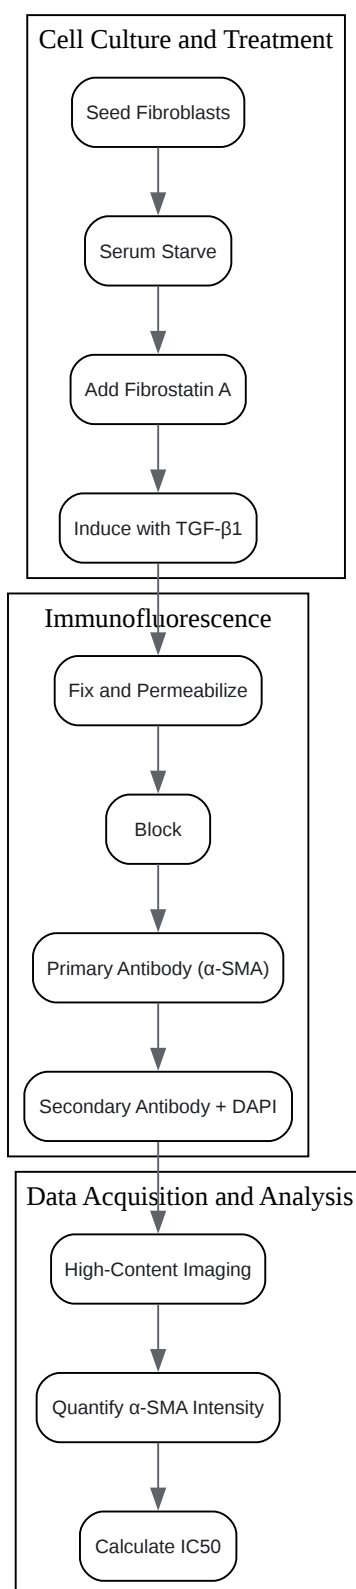 Cell Culture and Treatment
Seed Fibroblasts
Serum Starve
Add Fibrostatin A
Induce with TGF-β1
Immunofluorescence
Fix and Permeabilize
Block
Primary Antibody (α-SMA)
Secondary Antibody + DAPI
Data Acquisition and Analysis
High-Content Imaging
Quantify α-SMA Intensity
Calculate IC50